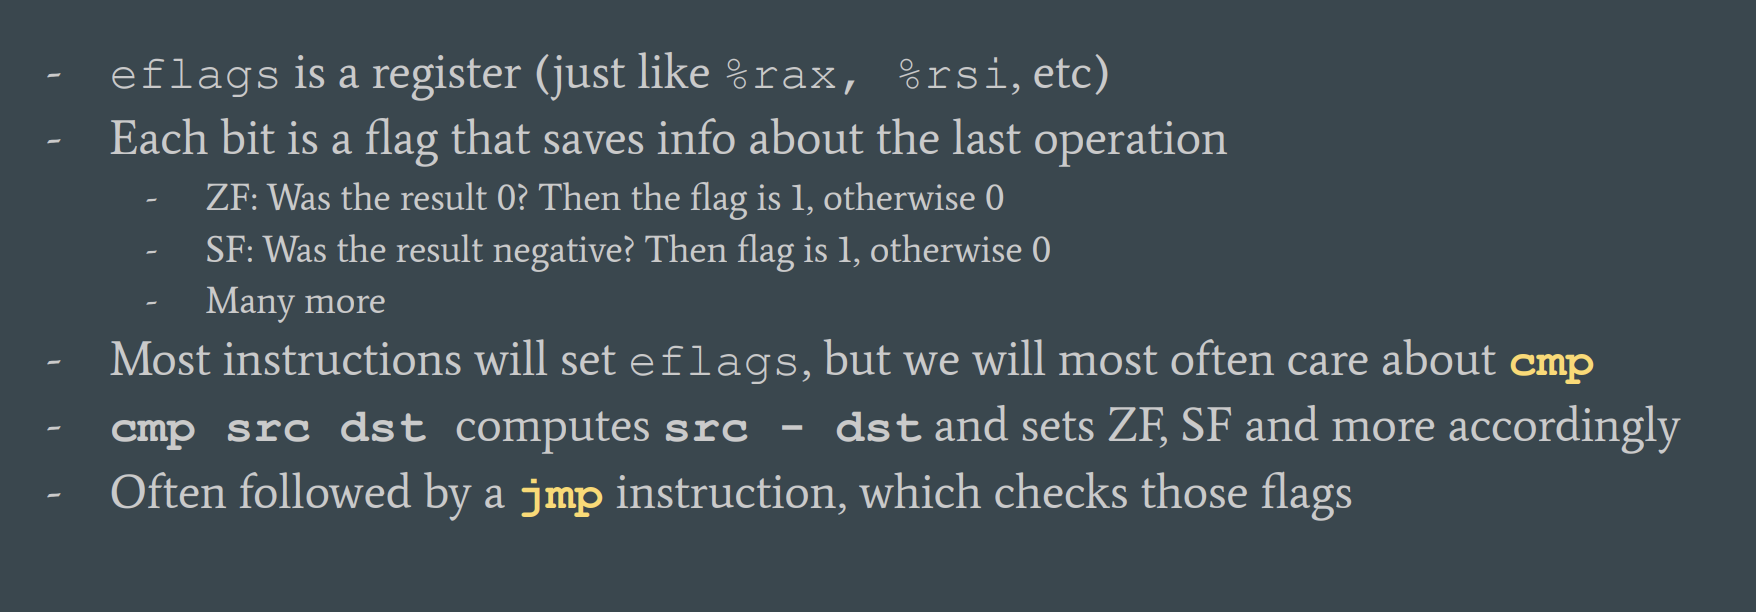 - eflags is a register (just like %rax, %rsi, etc)
- Each bit is a flag that saves info about the last operation
- ZF: Was the result 0? Then the flag is 1, otherwise 0
- SF: Was the result negative? Then flag is 1, otherwise 0
- Many more
- Most instructions will set eflags, but we will most often care about cmp
- cmp src dst computes src - dst and sets ZF, SF and more accordingly
- Often followed by a jmp instruction, which checks those flags